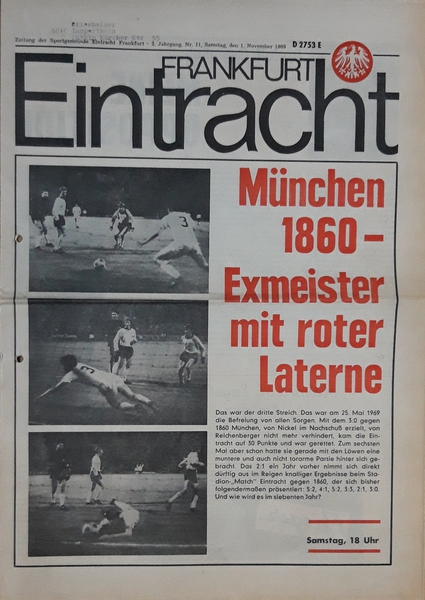 Zeitung der Sportgemeinde Eintracht Frankfurt - 2. Jahrgang, Nr. 11, Samstag, den 1. November 1969 D 2753 E
FRANKFURT
Eintracht
München
1860 –
Exmeister
mit roter
Laterne
Das war der dritte Streich. Das war am 25. Mai 1969
die Befreiung von allen Sorgen. Mit dem 3:0 gegen
1860 München, von Nickel im Nachschuß erzielt, von
Reichenberger nicht mehr verhindert, kam die Ein-
tracht auf 30 Punkte und war gerettet. Zum sechsten
Mal aber schon hatte sie gerade mit den Löwen eine
muntere und auch nicht torarme Partie hinter sich ge-
bracht. Das 2:1 ein Jahr vorher nimmt sich direkt
dürftig aus im Reigen knalliger Ergebnisse beim Sta-
dion-„Match" Eintracht gegen 1860, der sich bisher
folgendermaßen präsentiert: 5:2, 4:1, 5:2, 3:3, 2:1, 3:0.
Und wie wird es im siebenten Jahr?
Samstag, 18 Uhr